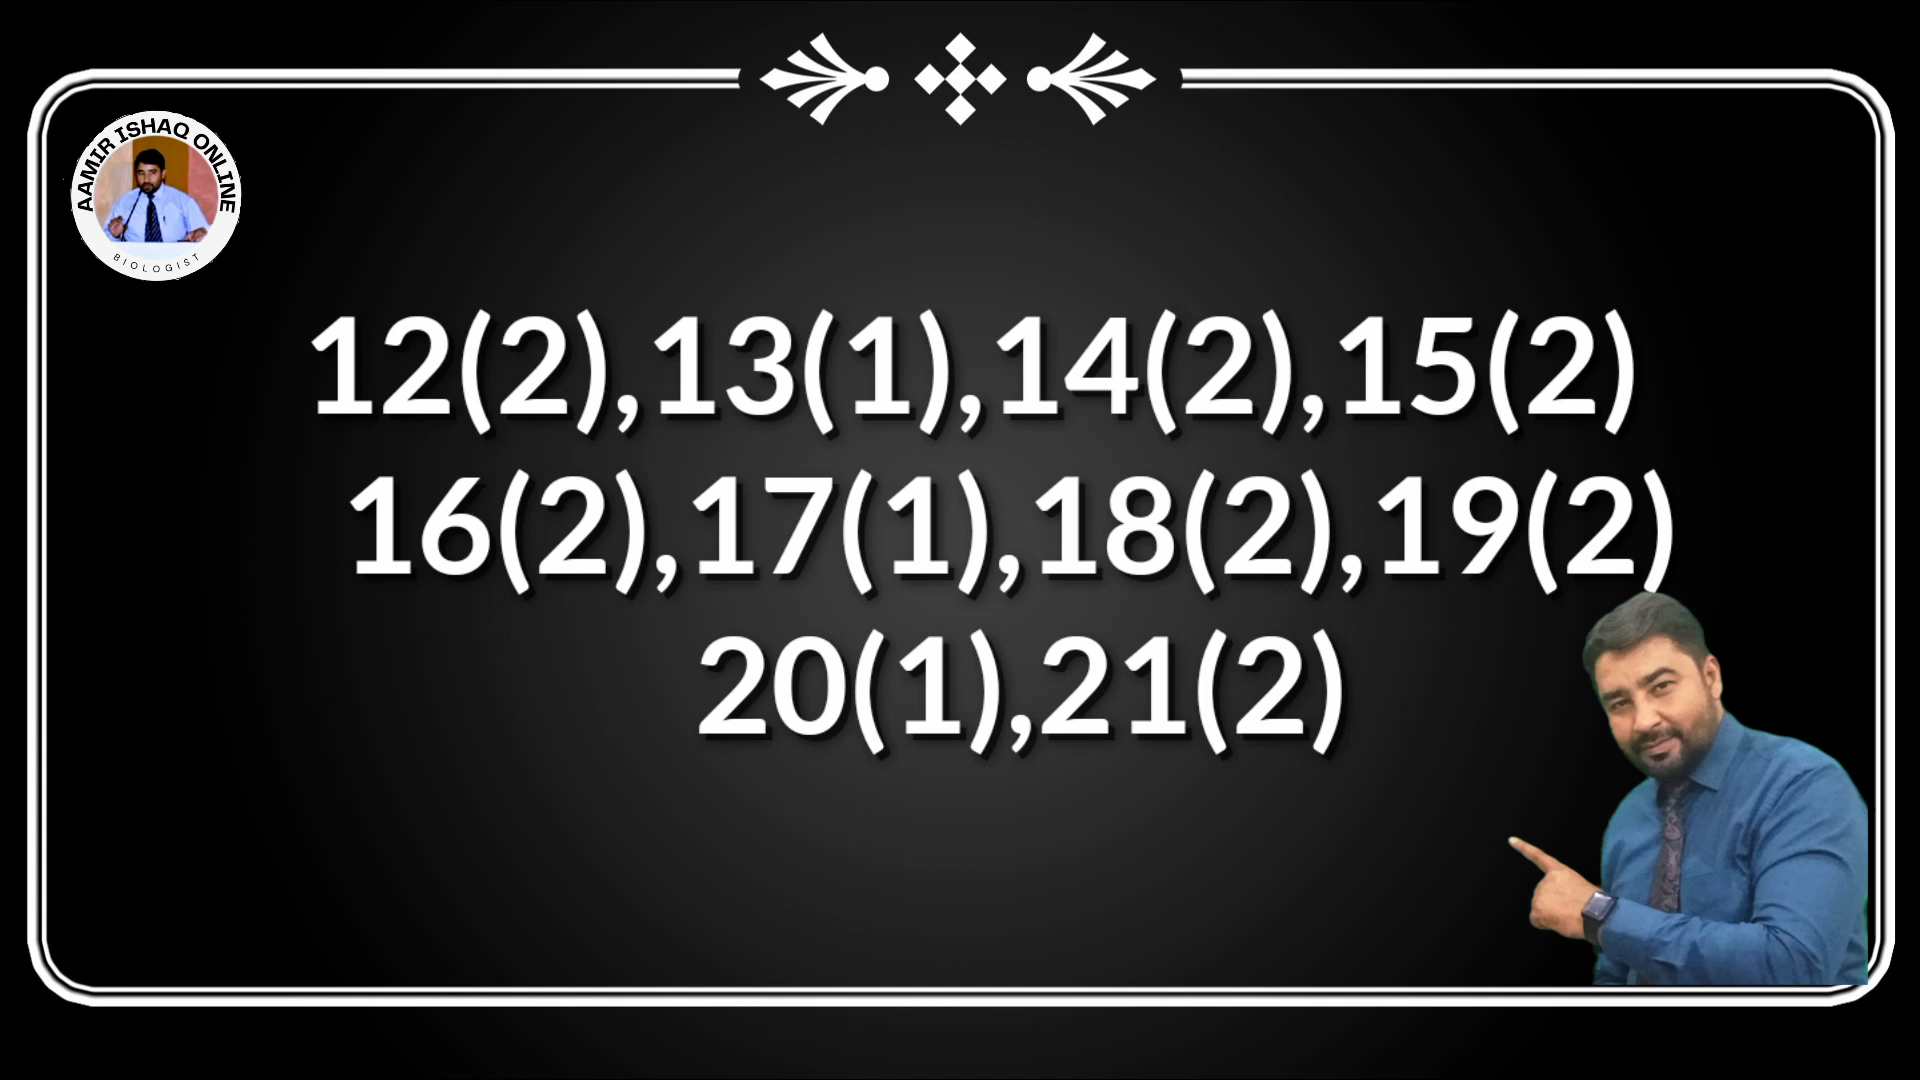 AAMIR ISHAQ ONLINE
BIOLOGIST
12(2),13(1),14(2),15(2)
16(2),17(1),18(2),19(2)
20(1),21(2)